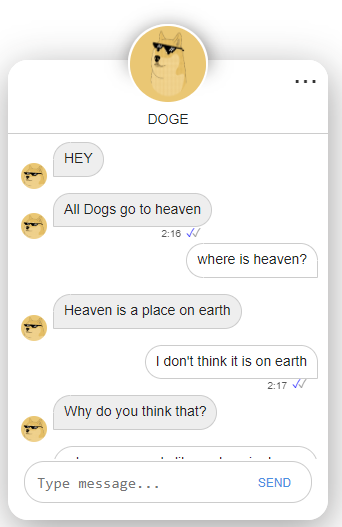 ...
DOGE
HEY
All Dogs go to heaven
2:16
where is heaven?
Heaven is a place on earth
I don't think it is on earth
2:17
Why do you think that?
Type message...
SEND